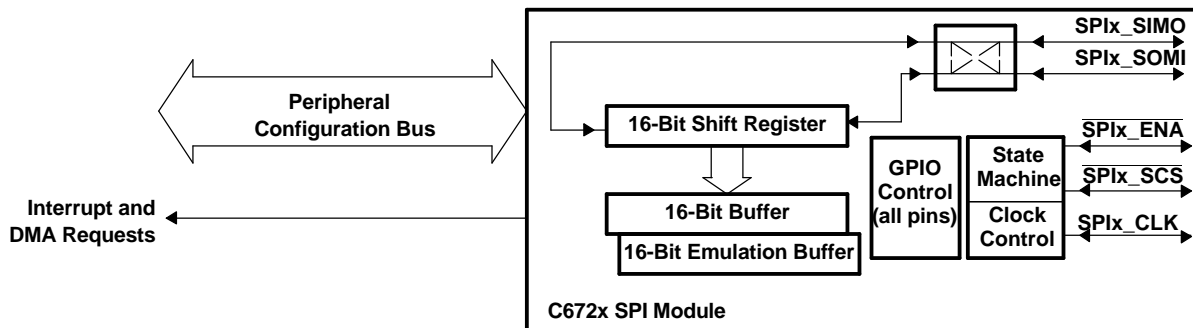 SPIx_SIMO
SPIx_SOMI
Peripheral
Configuration Bus
16-Bit Shift Register
SPIx_ENA
GPIO
Control
(all pins)
State
Machine
SPIx_SCS
Interrupt and
DMA Requests
16-Bit Buffer
Clock
Control
SPIx_CLK
16-Bit Emulation Buffer
C672x SPI Module